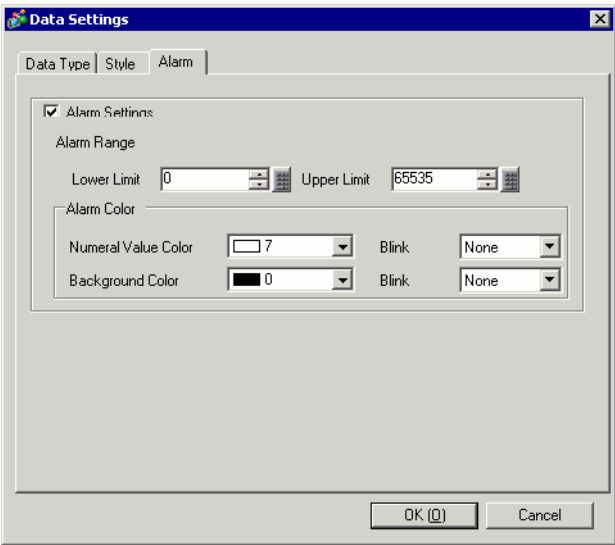 Data Settings
Data Type Style Alarm
Alarm Settings
Alarm Range
Lower Limit 0 Upper Limit 65535
Alarm Color
Numeral Value Color 7 Blink None
Background Color 0 Blink None
OK (O) Cancel